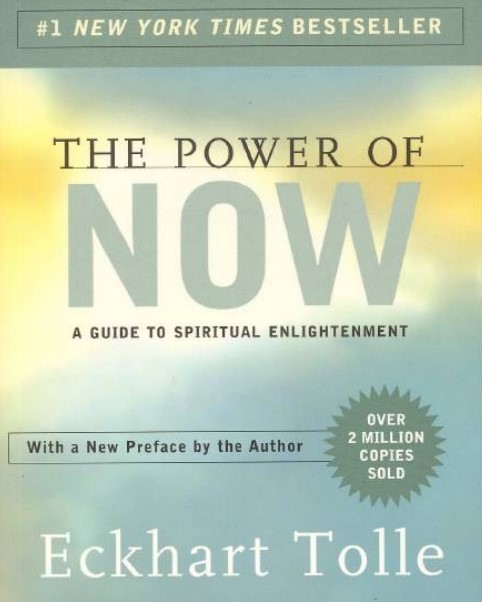 #1 NEW YORK TIMES BESTSELLER
THE POWER OF
NOW
A GUIDE TO SPIRITUAL ENLIGHTENMENT
With a New Preface by the Author
OVER
2 MILLION
COPIES
SOLD
Eckhart Tolle